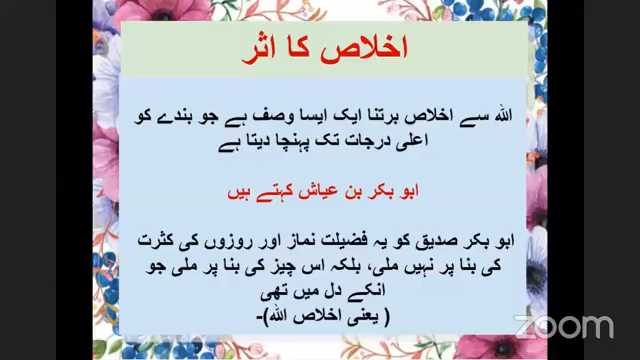 اخلاص کا اثر
اللہ سے اخلاص برتنا ایک ایسا وصف ہے جو بندے کو
اعلی درجات تک پہنچا دیتا ہے
ابو بکر بن عیاش کہتے ہیں
ابو بکر صدیق کو یہ فضیلت نماز اور روزوں کی کثرت
کی بنا پر نہیں ملی، بلکہ اس چیز کی بنا پر ملی جو
انکے دل میں تھی
( یعنی اخلاص اللہ)-
zoom